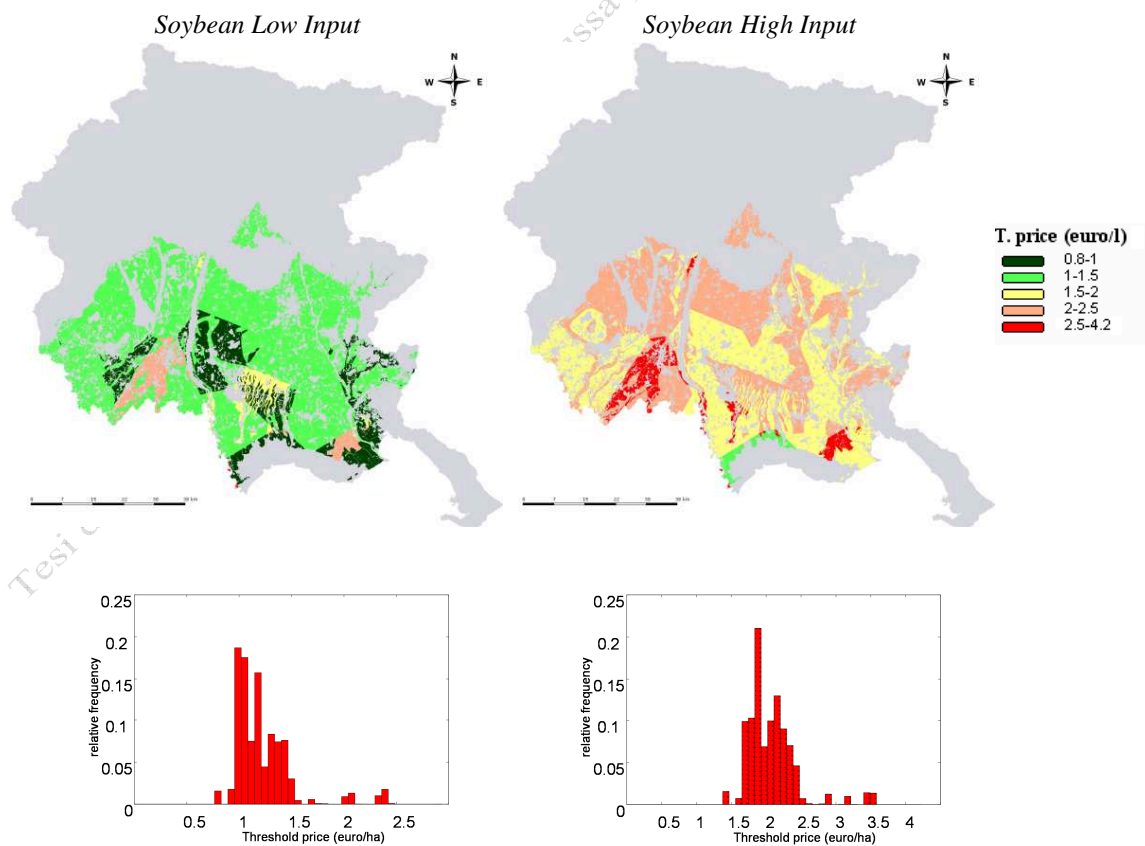 Soybean Low Input
Soybean High Input
N
W E
S
N
W E
S
T. price (euro/l)
0.8-1
1-1.5
1.5-2
2-2.5
2.5-4.2
Tesi
ssa
relative frequency
0.25
0.2
0.15
0.1
0.05
0
0.5 1 1.5 2 2.5
Threshold price (euro/ha)
relative frequency
0.25
0.2
0.15
0.1
0.05
0
0.5 1 1.5 2 2.5 3 3.5 4
Threshold price (euro/ha)